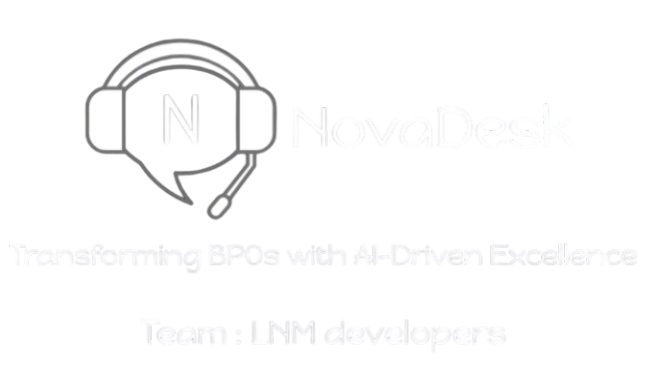 N NovaDesk
Transforming BPOs with AI-Driven Excellence
Team : LNM developers